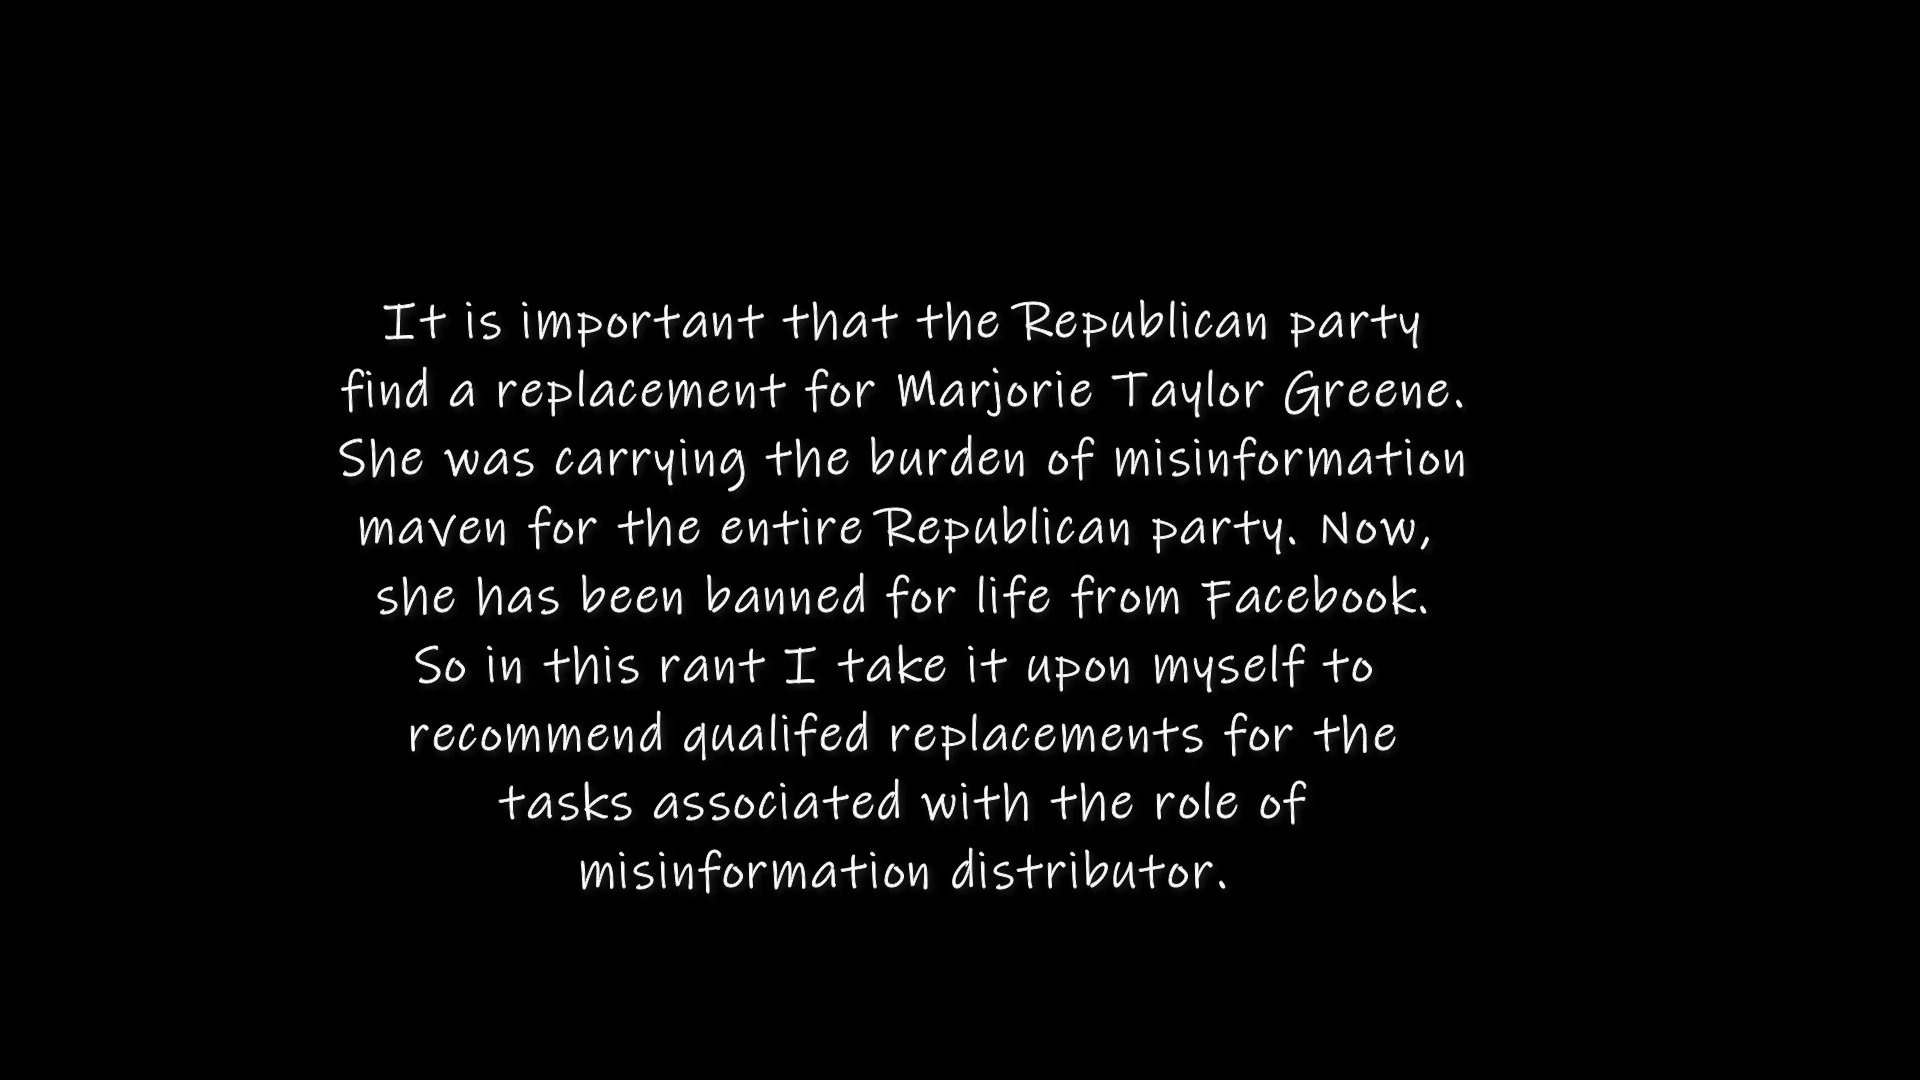 It is important that the Republican party
find a replacement for Marjorie Taylor Greene.
She was carrying the burden of misinformation
maven for the entire Republican party. Now,
she has been banned for life from Facebook.
So in this rant I take it upon myself to
recommend qualifed replacements for the
tasks associated with the role of
misinformation distributor.